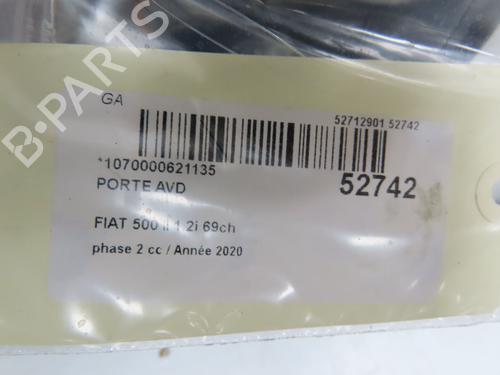 B-PARTS
GA
52712901 52742
*1070000621135
52742
PORTE AVD
FIAT 500 II 1.2i 69ch
phase 2 cc / Année 2020